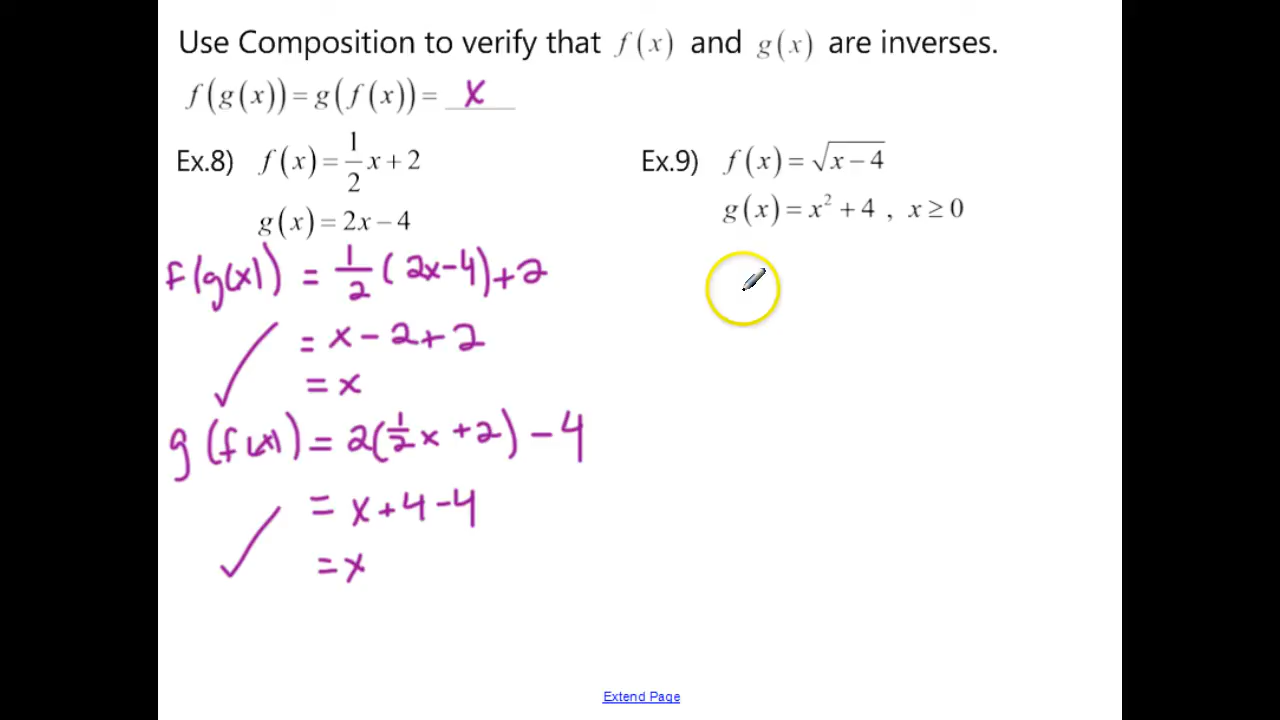 Use Composition to verify that f(x) and g(x) are inverses.
f(g(x)) = g(f(x)) = x
Ex.8) f(x) = 1/2 x + 2
g(x) = 2x − 4
f(g(x)) = 1/2 (2x-4)+2
= x - 2 + 2
= x
g(f(x)) = 2(1/2 x + 2) - 4
= x + 4 - 4
= x
Ex.9) f(x) = √(x − 4)
g(x) = x² + 4 , x ≥ 0
Extend Page